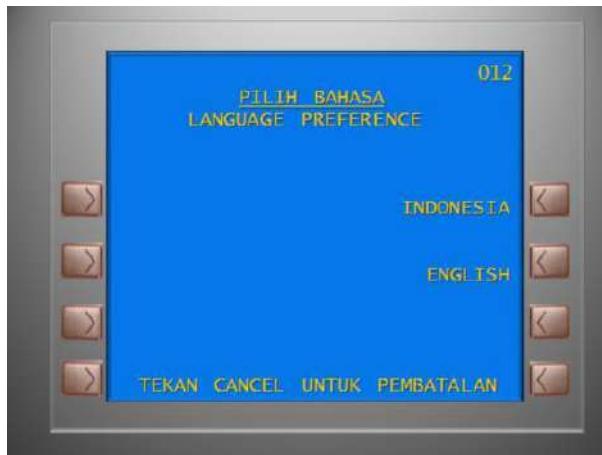 012
PILIH BAHASA
LANGUAGE PREFERENCE
INDONESIA
ENGLISH
TEKAN CANCEL UNTUK PEMBATALAN